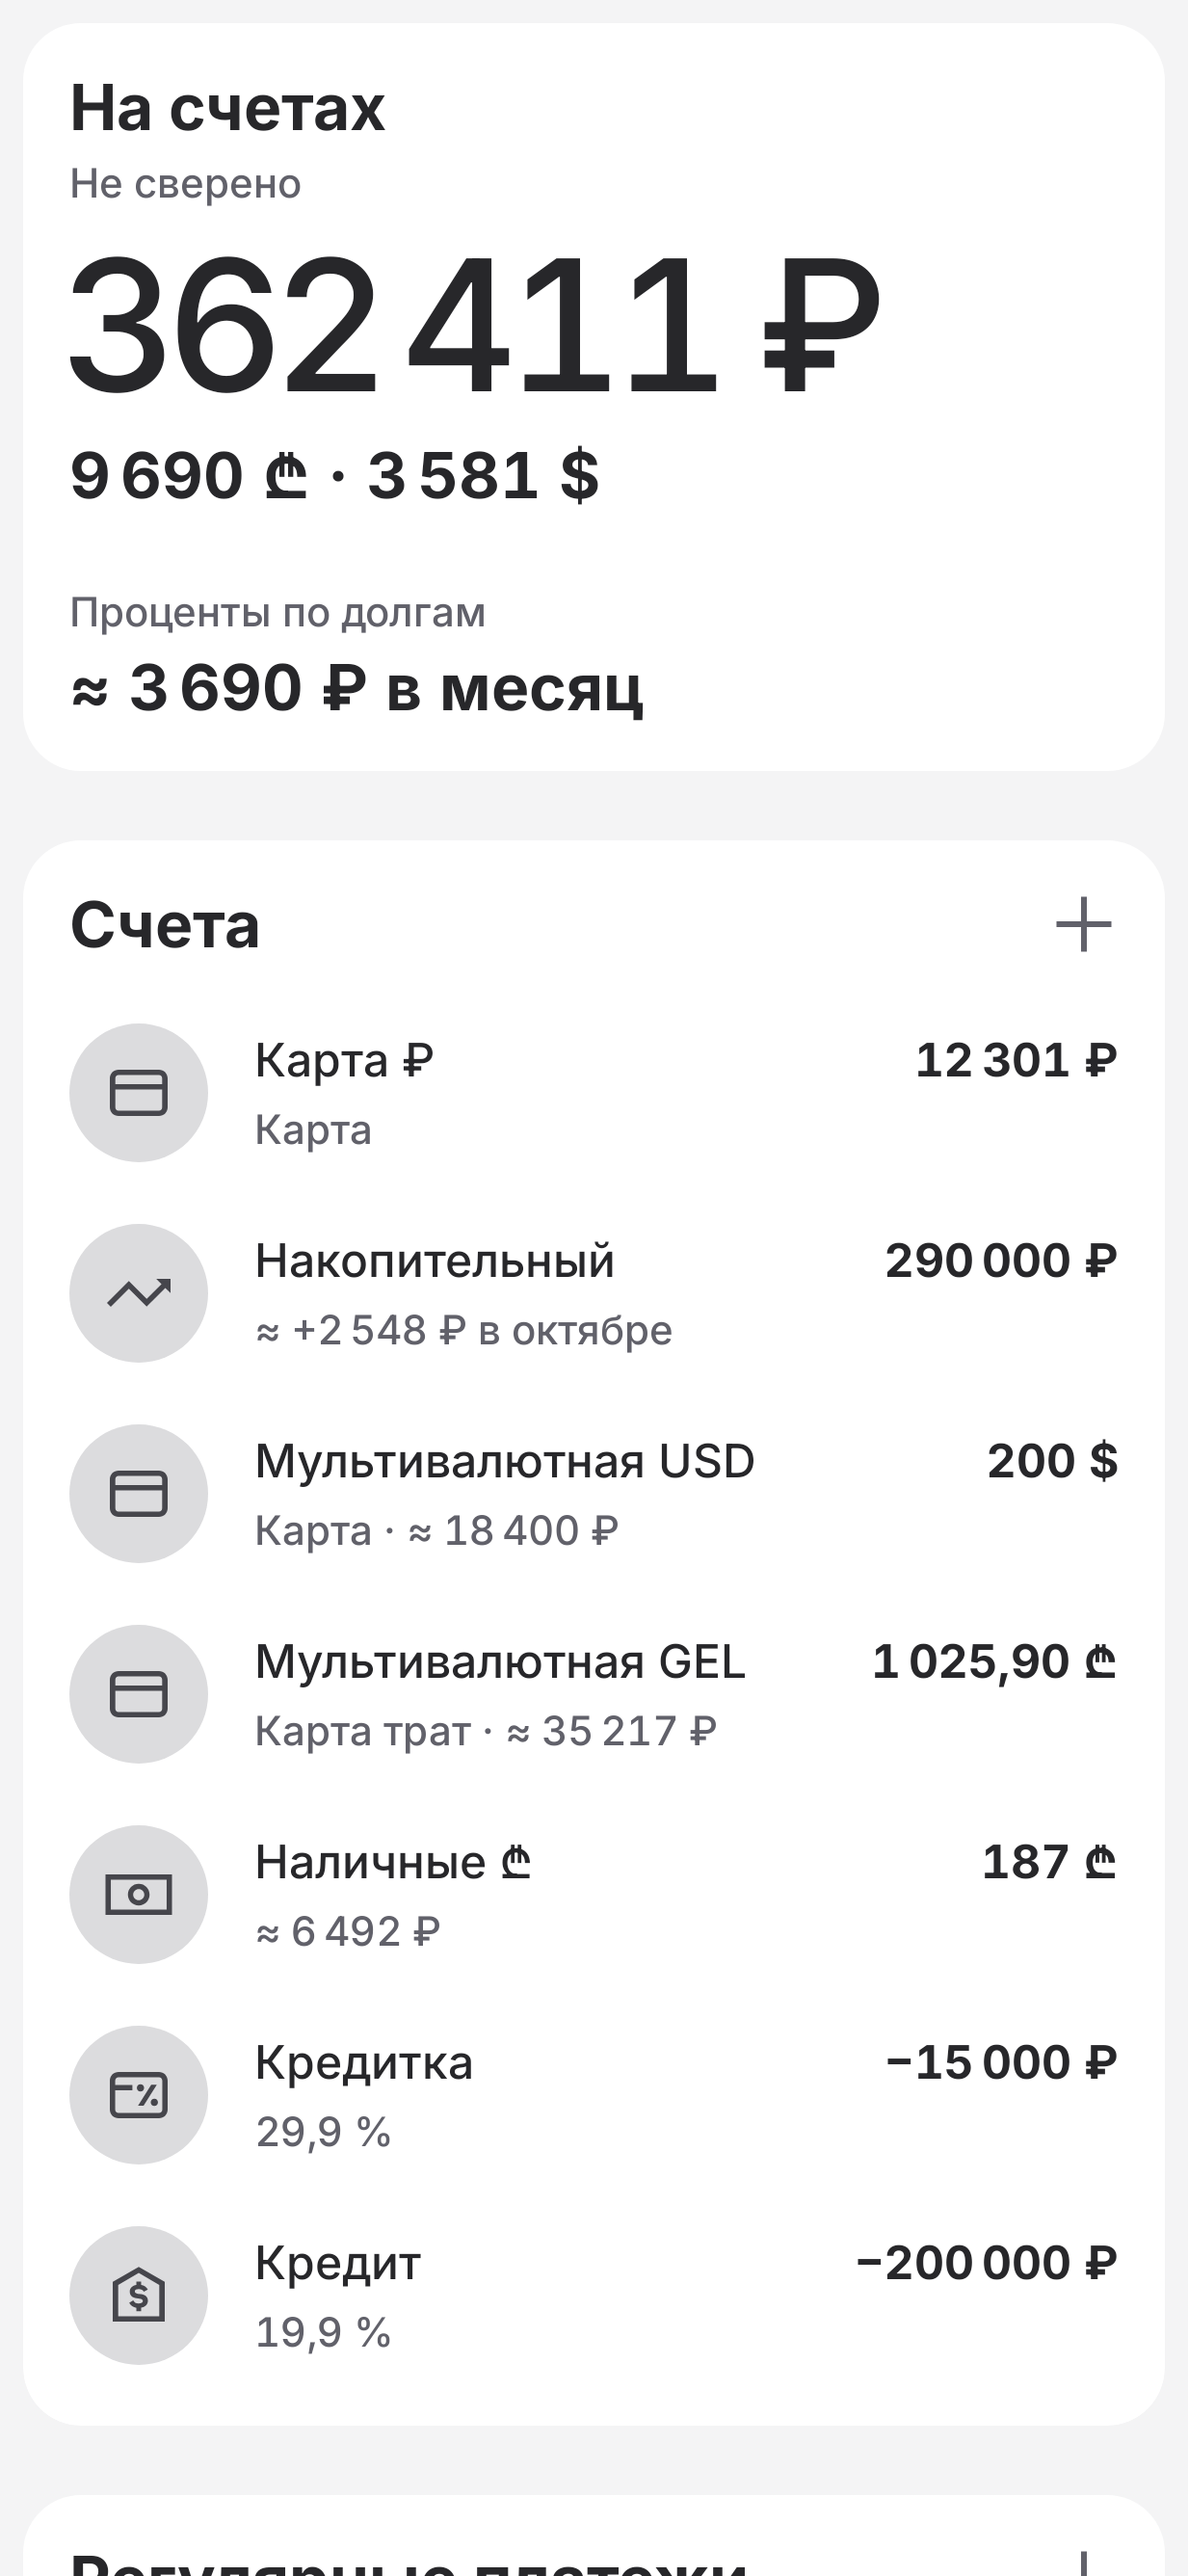 На счетах
Не сверено
362 411 ₽
9 690 ₾ · 3 581 $
Проценты по долгам
≈ 3 690 ₽ в месяц
Счета
Карта ₽
12 301 ₽
Карта
Накопительный
290 000 ₽
≈ +2 548 ₽ в октябре
Мультивалютная USD
200 $
Карта · ≈ 18 400 ₽
Мультивалютная GEL
1 025,90 ₾
Карта трат · ≈ 35 217 ₽
Наличные ₾
187 ₾
≈ 6 492 ₽
Кредитка
−15 000 ₽
29,9 %
Кредит
−200 000 ₽
19,9 %
Регулярные платежи